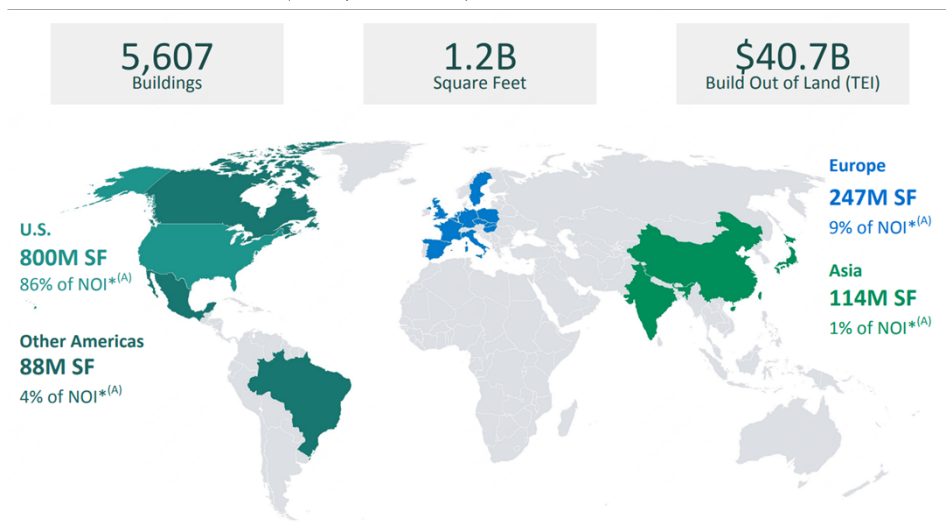 5,607
Buildings
1.2B
Square Feet
$40.7B
Build Out of Land (TEI)
U.S.
800M SF
86% of NOI*(A)
Other Americas
88M SF
4% of NOI*(A)
Europe
247M SF
9% of NOI*(A)
Asia
114M SF
1% of NOI*(A)